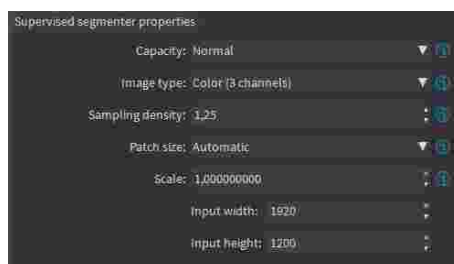 Supervised segmenter properties
Capacity: Normal
Image type: Color (3 channels)
Sampling density: 1,25
Patch size: Automatic
Scale: 1,000000000
Input width: 1920
Input height: 1200